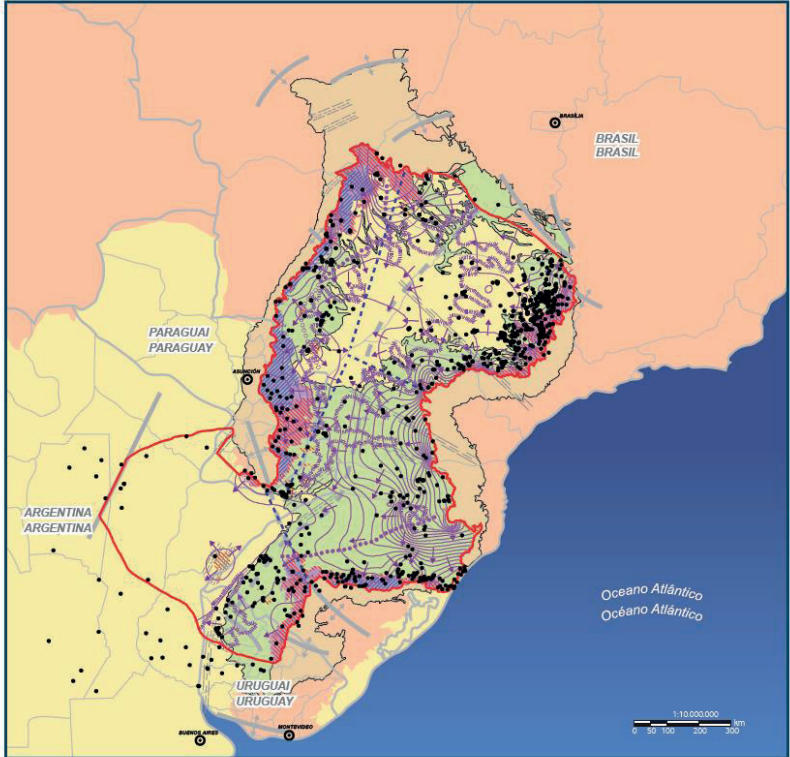 BRASÍLIA
BRASIL
BRASIL
PARAGUAI
PARAGUAY
ASUNCIÓN
ARGENTINA
ARGENTINA
Oceano Atlântico
Océano Atlántico
URUGUAI
URUGUAY
1:10.000.000
0 50 100 200 300 km
BUENOS AIRES
MONTEVIDEO